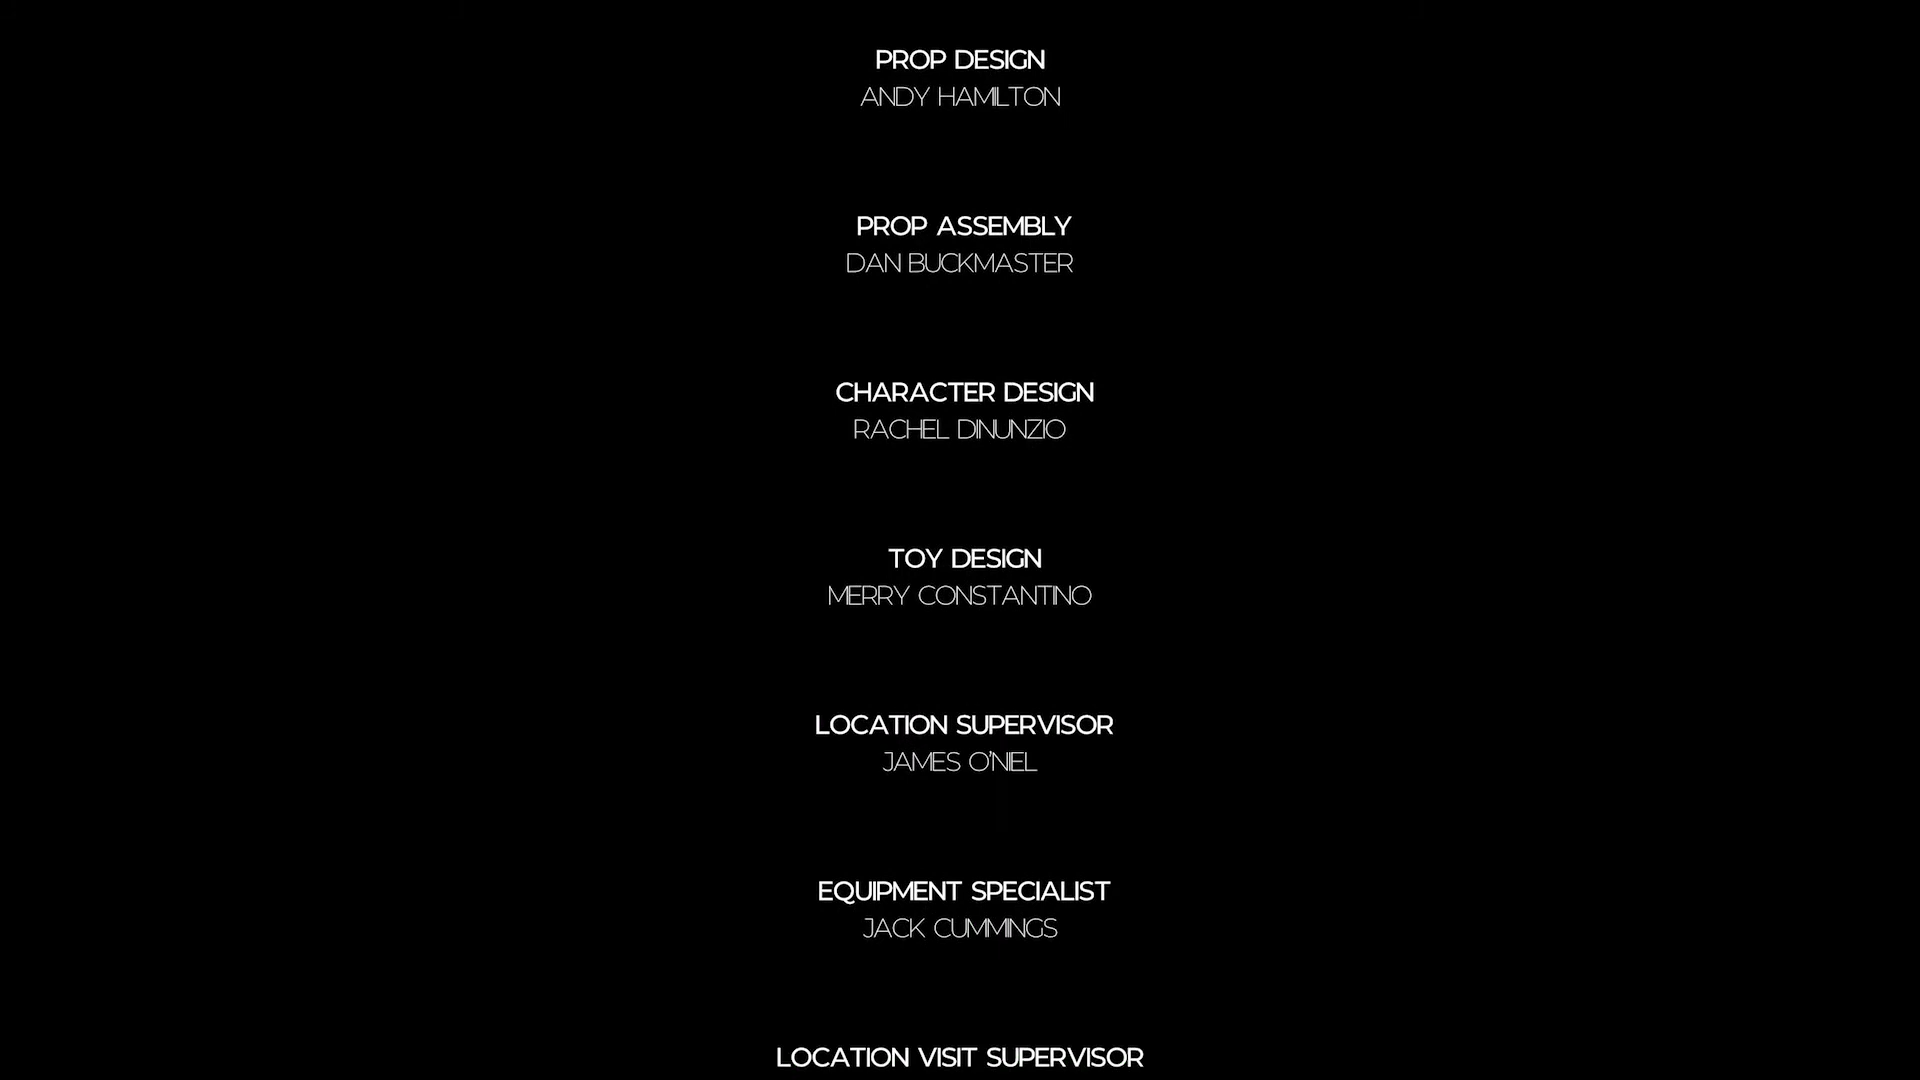 PROP DESIGN
ANDY HAMILTON
PROP ASSEMBLY
DAN BUCKMASTER
CHARACTER DESIGN
RACHEL DINUNZIO
TOY DESIGN
MERRY CONSTANTINO
LOCATION SUPERVISOR
JAMES O'NIEL
EQUIPMENT SPECIALIST
JACK CUMMINGS
LOCATION VISIT SUPERVISOR